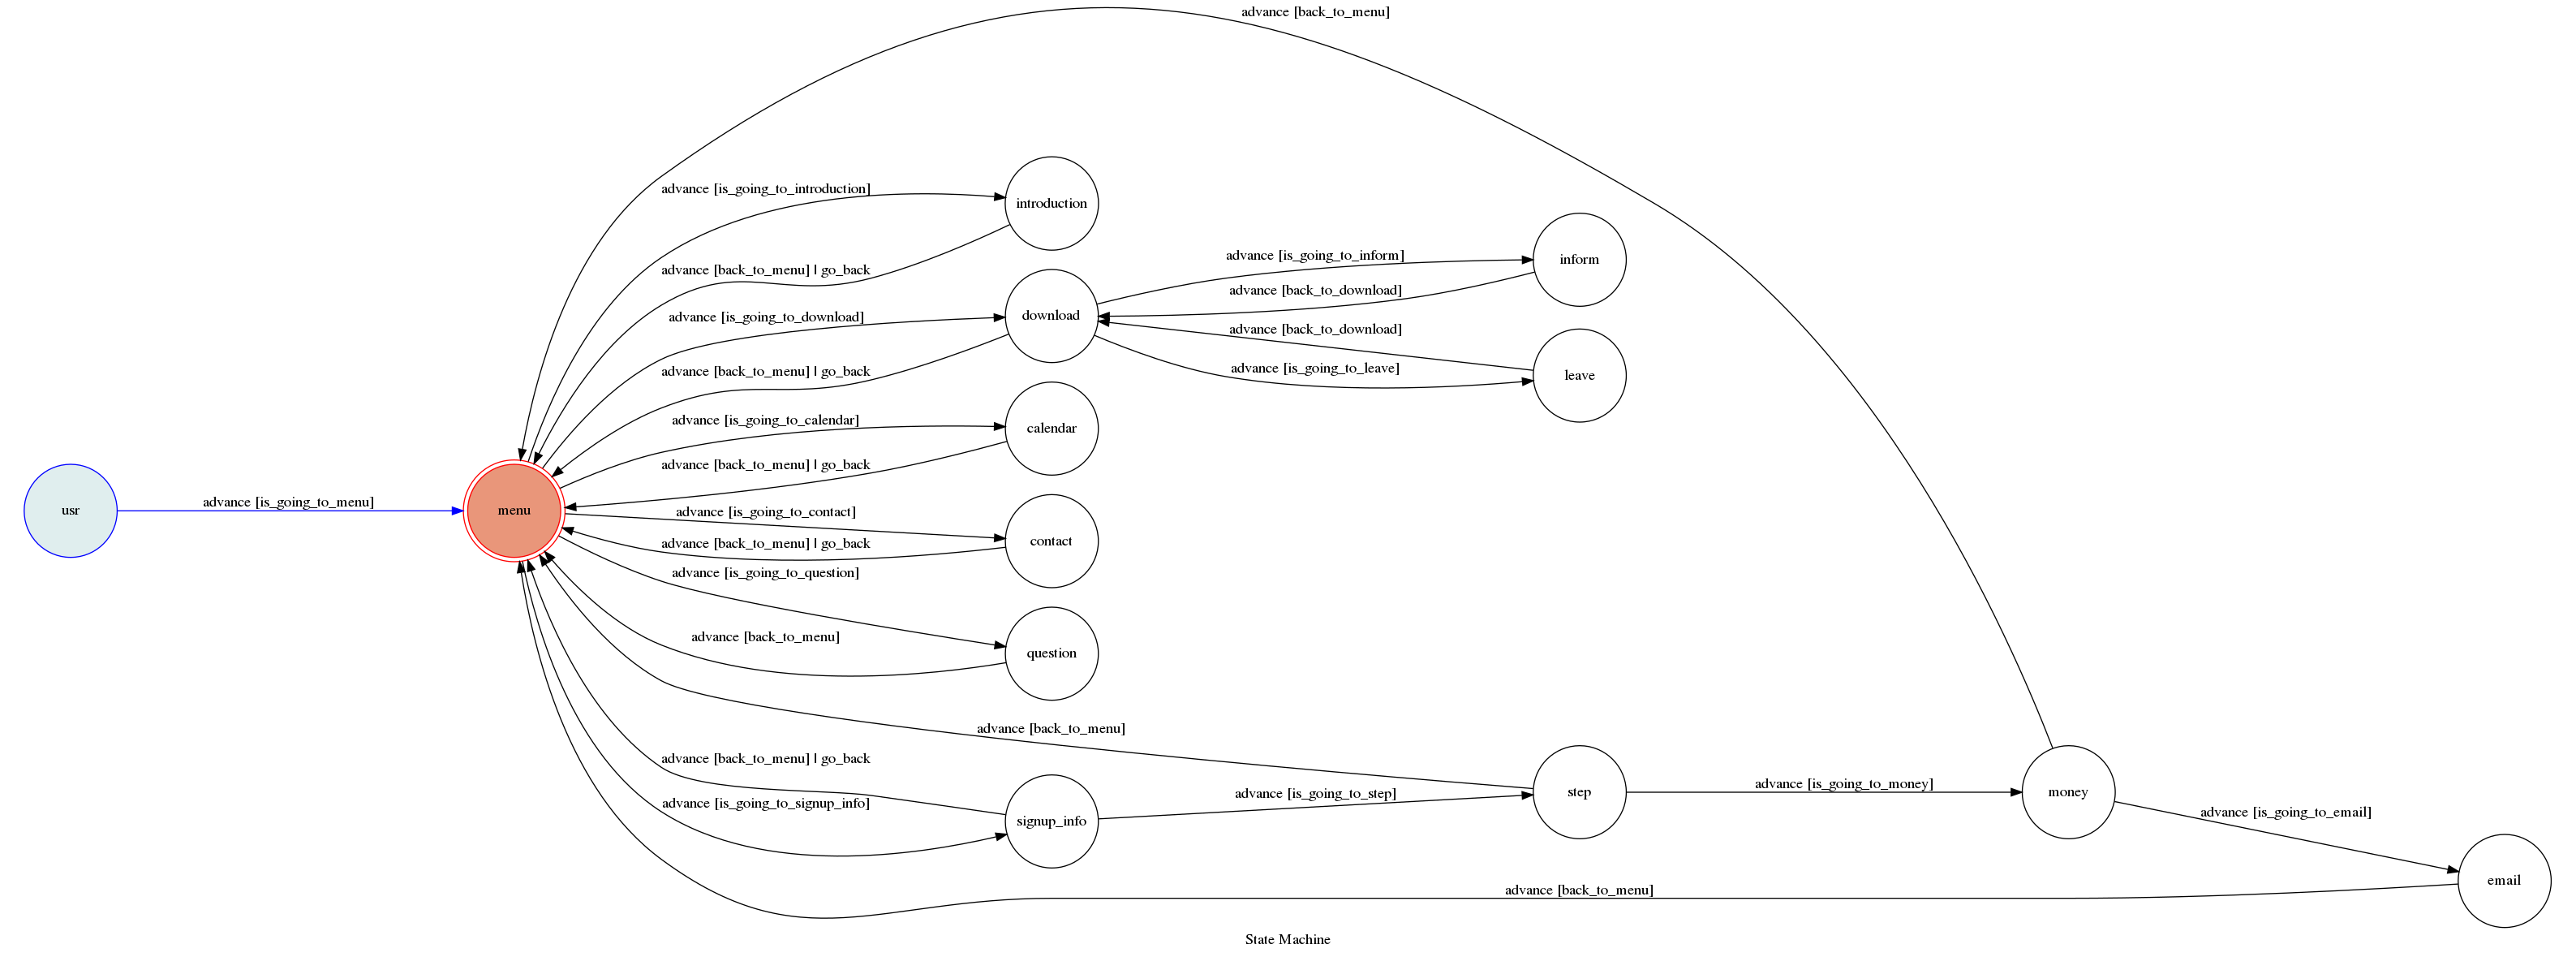 advance [back_to_menu]
advance [is_going_to_introduction]
introduction
advance [is_going_to_inform]
inform
advance [back_to_menu] | go_back
advance [back_to_download]
download
advance [is_going_to_download]
advance [back_to_download]
advance [is_going_to_leave]
leave
advance [back_to_menu] | go_back
advance [is_going_to_calendar]
calendar
advance [back_to_menu] | go_back
usr
advance [is_going_to_menu]
menu
advance [is_going_to_contact]
contact
advance [back_to_menu] | go_back
advance [is_going_to_question]
advance [back_to_menu]
question
advance [back_to_menu]
advance [back_to_menu] | go_back
advance [is_going_to_signup_info]
signup_info
advance [is_going_to_step]
step
advance [is_going_to_money]
money
advance [is_going_to_email]
email
advance [back_to_menu]
State Machine